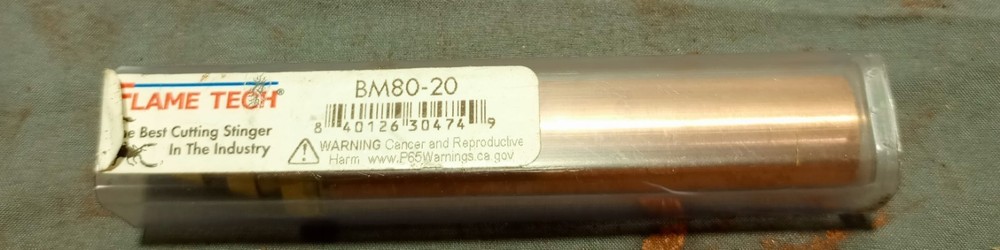 FLAME TECH®
e Best Cutting Stinger
In The Industry
BM80-20
8 40126 30474 9
WARNING Cancer and Reproductive
Harm www.P65Warnings.ca.gov